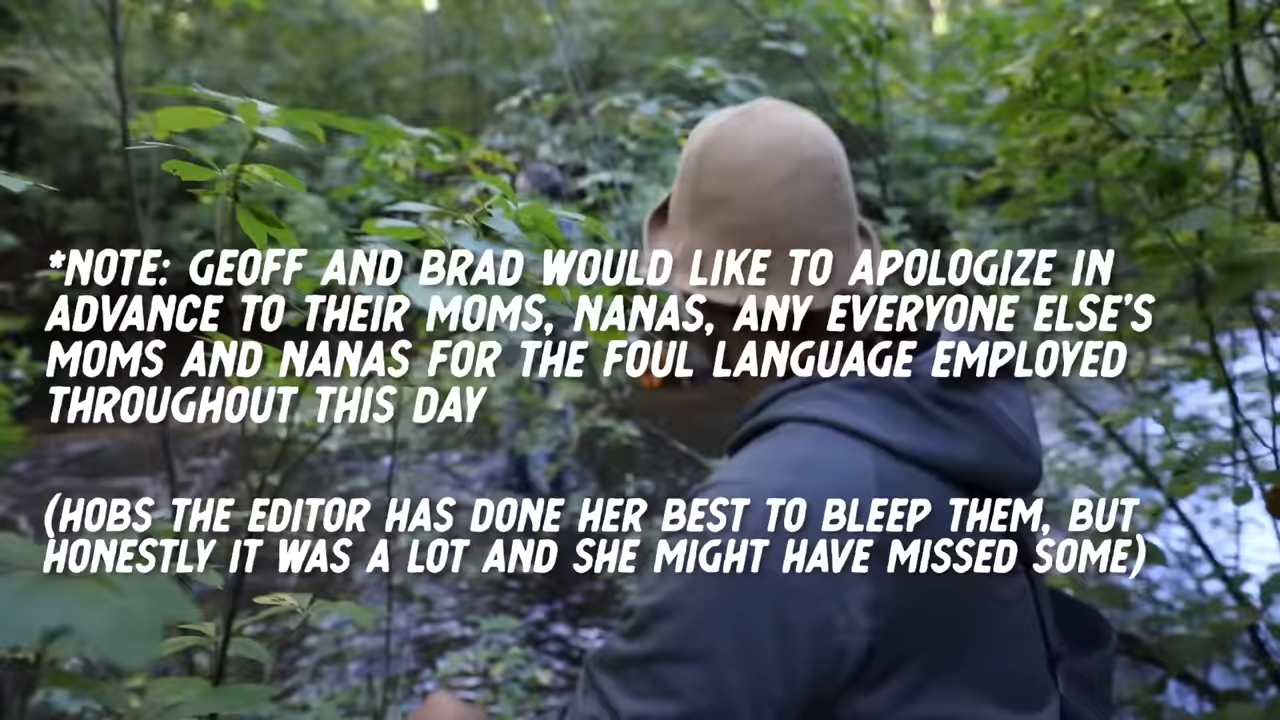 *NOTE: GEOFF AND BRAD WOULD LIKE TO APOLOGIZE IN
ADVANCE TO THEIR MOMS, NANAS, ANY EVERYONE ELSE'S
MOMS AND NANAS FOR THE FOUL LANGUAGE EMPLOYED
THROUGHOUT THIS DAY
(HOBS THE EDITOR HAS DONE HER BEST TO BLEEP THEM, BUT
HONESTLY IT WAS A LOT AND SHE MIGHT HAVE MISSED SOME)